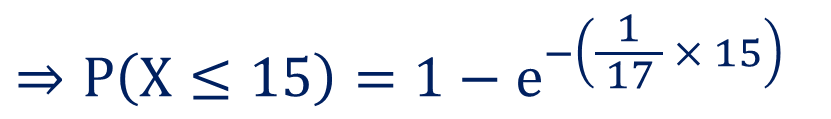 ⇒ P(X ≤ 15) = 1 − e^−(1/17 × 15)